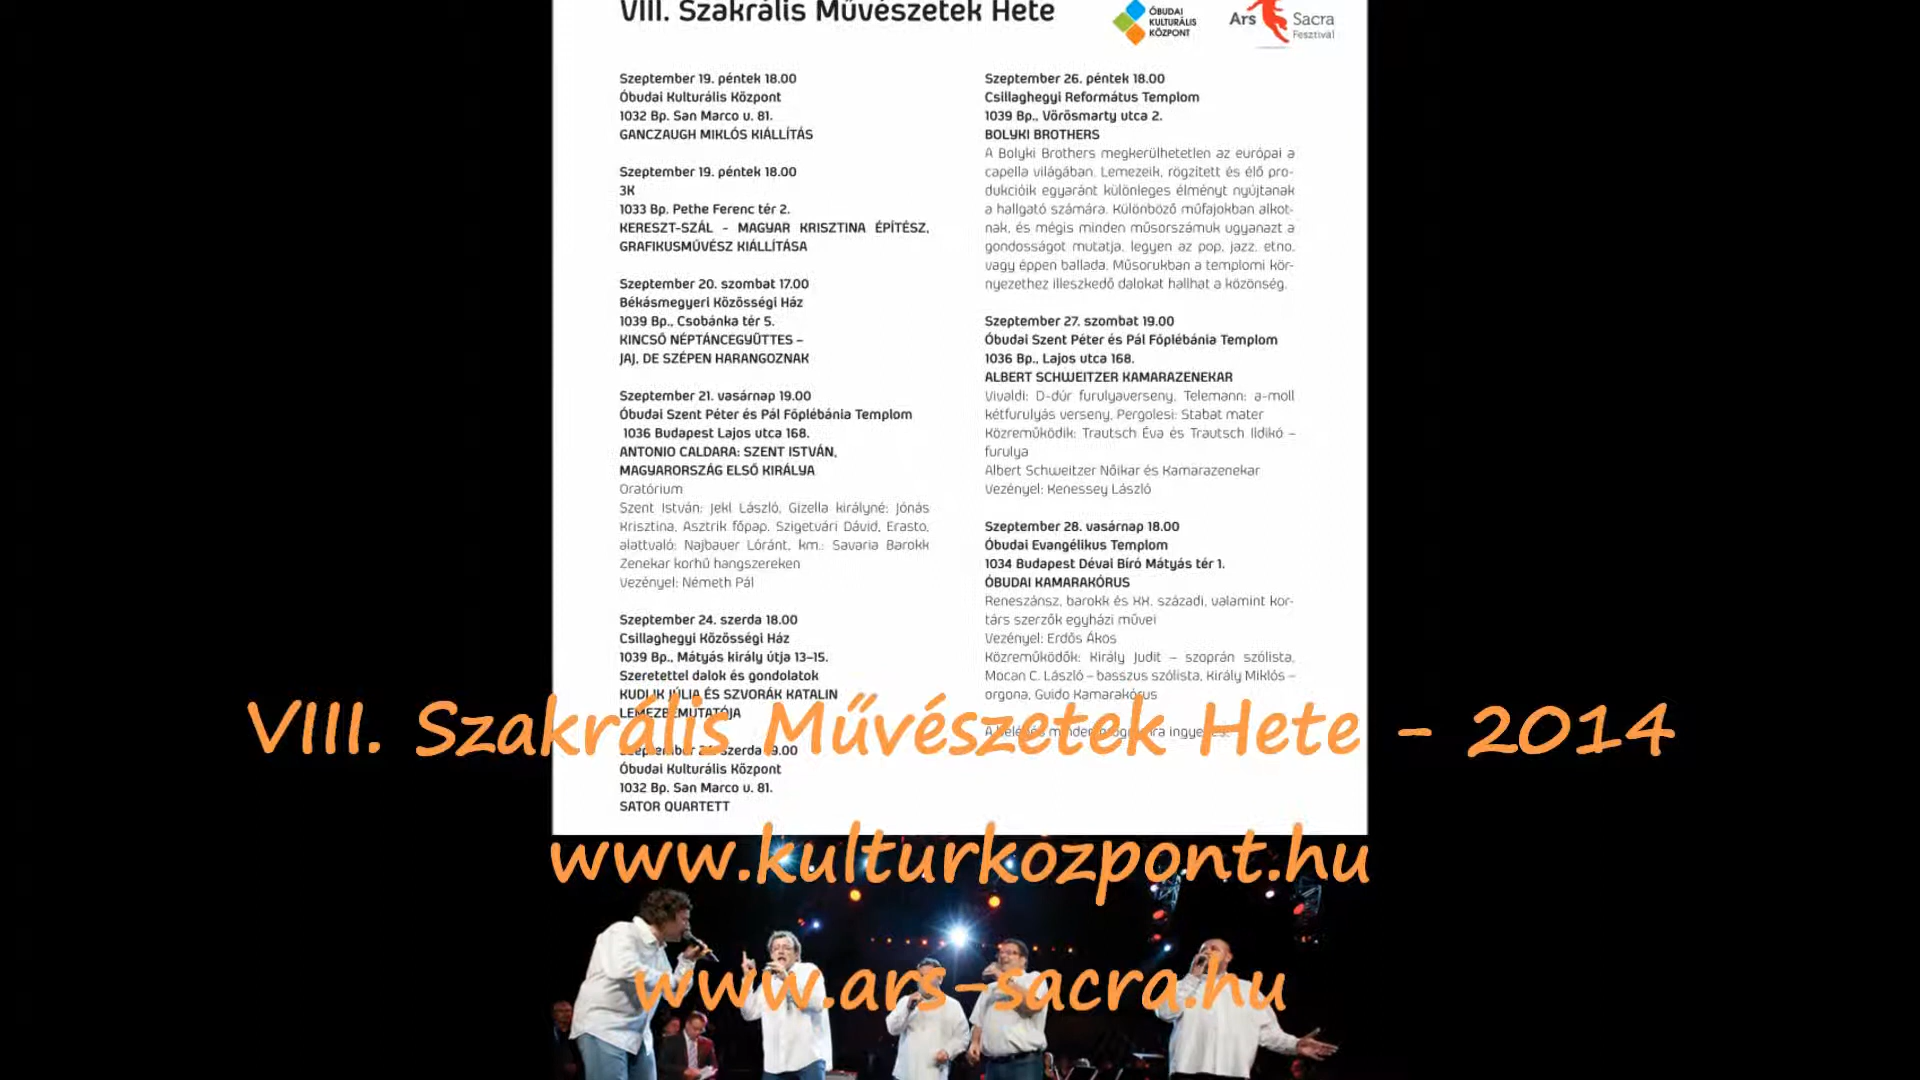 VIII. Szakrális Művészetek Hete
ÓBUDAI
KULTURÁLIS
KÖZPONT
Ars Sacra
Fesztivál
Szeptember 19. péntek 18.00
Óbudai Kulturális Központ
1032 Bp. San Marco u. 81.
GANCZAUGH MIKLÓS KIÁLLÍTÁS
Szeptember 19. péntek 18.00
3K
1033 Bp. Pethe Ferenc tér 2.
KERESZT-SZÁL - MAGYAR KRISZTINA ÉPÍTÉSZ,
GRAFIKUSMŰVÉSZ KIÁLLÍTÁSA
Szeptember 20. szombat 17.00
Békásmegyeri Közösségi Ház
1039 Bp., Csobánka tér 5.
KINCSŐ NÉPTÁNCEGYÜTTES –
JAJ, DE SZÉPEN HARANGOZNAK
Szeptember 21. vasárnap 19.00
Óbudai Szent Péter és Pál Főplébánia Templom
1036 Budapest Lajos utca 168.
ANTONIO CALDARA: SZENT ISTVÁN,
MAGYARORSZÁG ELSŐ KIRÁLYA
Oratórium
Szent István: Jekl László, Gizella királyné: Jónás
Krisztina, Asztrik főpap, Szigetvári Dávid, Erasto,
alattvaló: Najbauer Lóránt, km.: Savaria Barokk
Zenekar korhű hangszereken
Vezényel: Németh Pál
Szeptember 24. szerda 18.00
Csillaghegyi Közösségi Ház
1039 Bp., Mátyás király útja 13–15.
Szeretettel dalok és gondolatok
KUDLIK JÚLIA ÉS SZVORÁK KATALIN
LEMEZBEMUTATÓJA
Szeptember 24. szerda 19.00
Óbudai Kulturális Központ
1032 Bp. San Marco u. 81.
SATOR QUARTETT
Szeptember 26. péntek 18.00
Csillaghegyi Református Templom
1039 Bp., Vörösmarty utca 2.
BOLYKI BROTHERS
A Bolyki Brothers megkerülhetetlen az európai a
capella világában. Lemezeik, rögzített és élő pro-
dukcióik egyaránt különleges élményt nyújtanak
a hallgató számára. Különböző műfajokban alkot-
nak, és mégis minden műsorszámuk ugyanazt a
gondosságot mutatja, legyen az pop, jazz, etno,
vagy éppen ballada. Műsorukban a templomi kör-
nyezethez illeszkedő dalokat hallhat a közönség.
Szeptember 27. szombat 19.00
Óbudai Szent Péter és Pál Főplébánia Templom
1036 Bp., Lajos utca 168.
ALBERT SCHWEITZER KAMARAZENEKAR
Vivaldi: D-dúr furulyaverseny, Telemann: a-moll
kétfurulyás verseny, Pergolesi: Stabat mater
Közreműködik: Trautsch Éva és Trautsch Ildikó –
furulya
Albert Schweitzer Nőikar és Kamarazenekar
Vezényel: Kenessey László
Szeptember 28. vasárnap 18.00
Óbudai Evangélikus Templom
1034 Budapest Dévai Bíró Mátyás tér 1.
ÓBUDAI KAMARAKÓRUS
Reneszánsz, barokk és XX. századi, valamint kor-
társ szerzők egyházi művei
Vezényel: Erdős Ákos
Közreműködők: Király Judit – szoprán szólista,
Mocan C. László – basszus szólista, Király Miklós –
orgona, Guido Kamarakórus
A belépés minden programra ingyenes.
VIII. Szakrális Művészetek Hete - 2014
www.kulturkozpont.hu
www.ars-sacra.hu